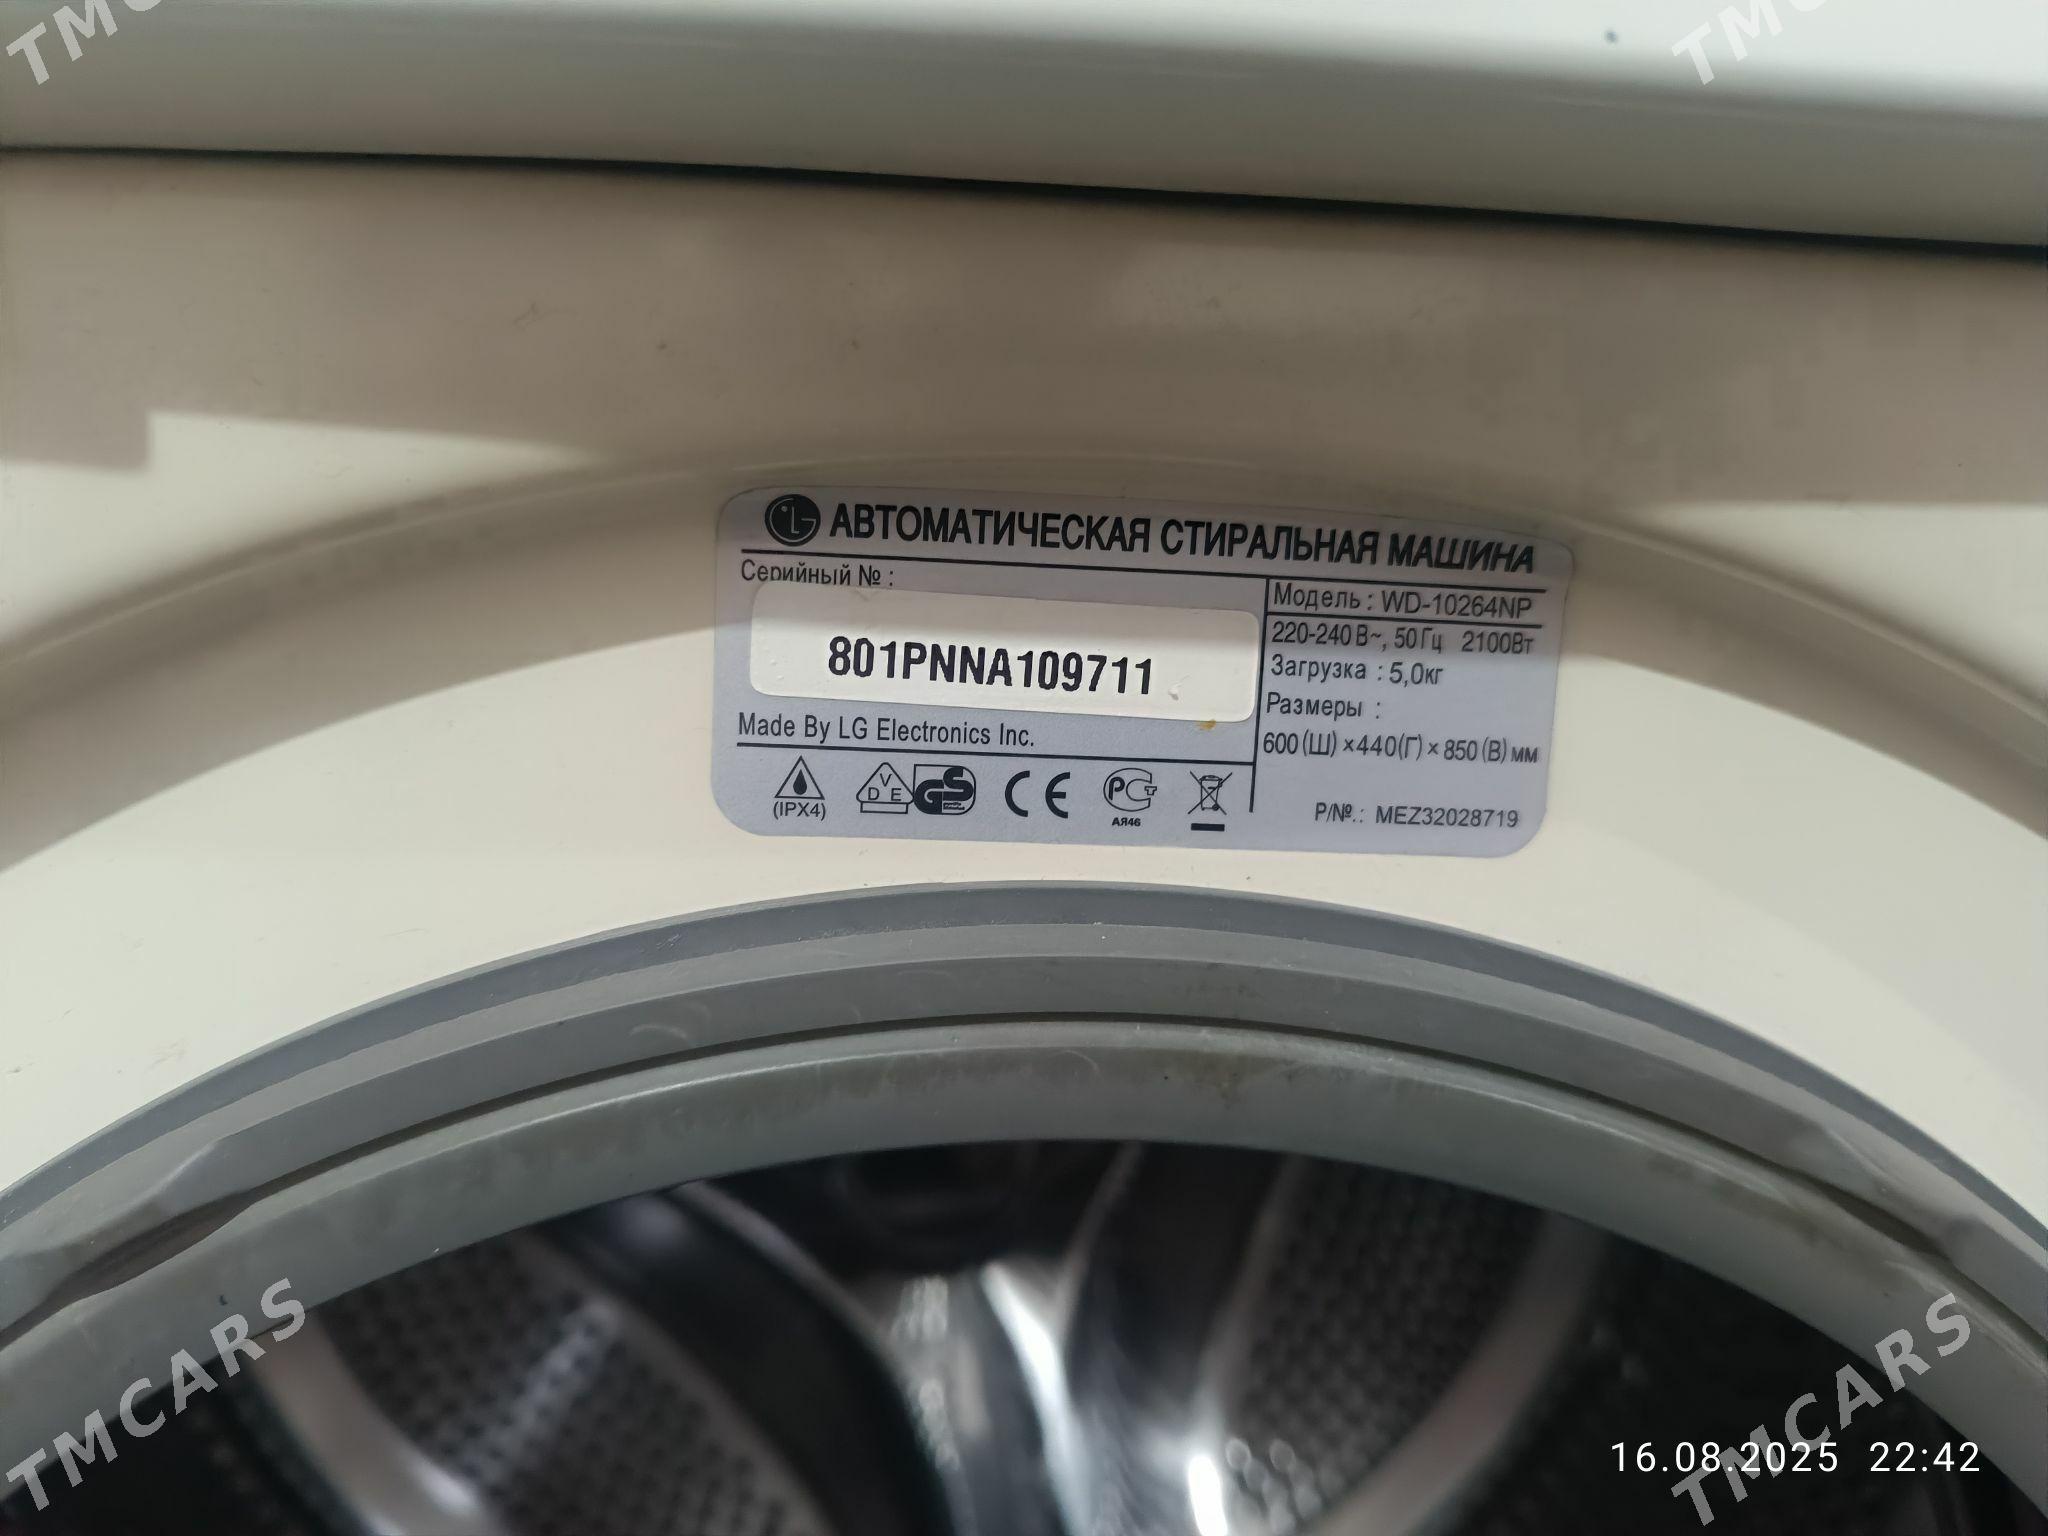 TMCARS
TMCARS
LG АВТОМАТИЧЕСКАЯ СТИРАЛЬНАЯ МАШИНА
Серийный № :
801PNNA109711
Made By LG Electronics Inc.
(IPX4)
V
D E
GS
CE
РСТ
АЯ46
Модель : WD-10264NP
220-240 В~, 50 Гц 2100Вт
Загрузка : 5,0кг
Размеры :
600 (Ш) ×440(Г) × 850 (В) мм
P/№.: MEZ32028719
TMCARS
TMCARS
16.08.2025 22:42